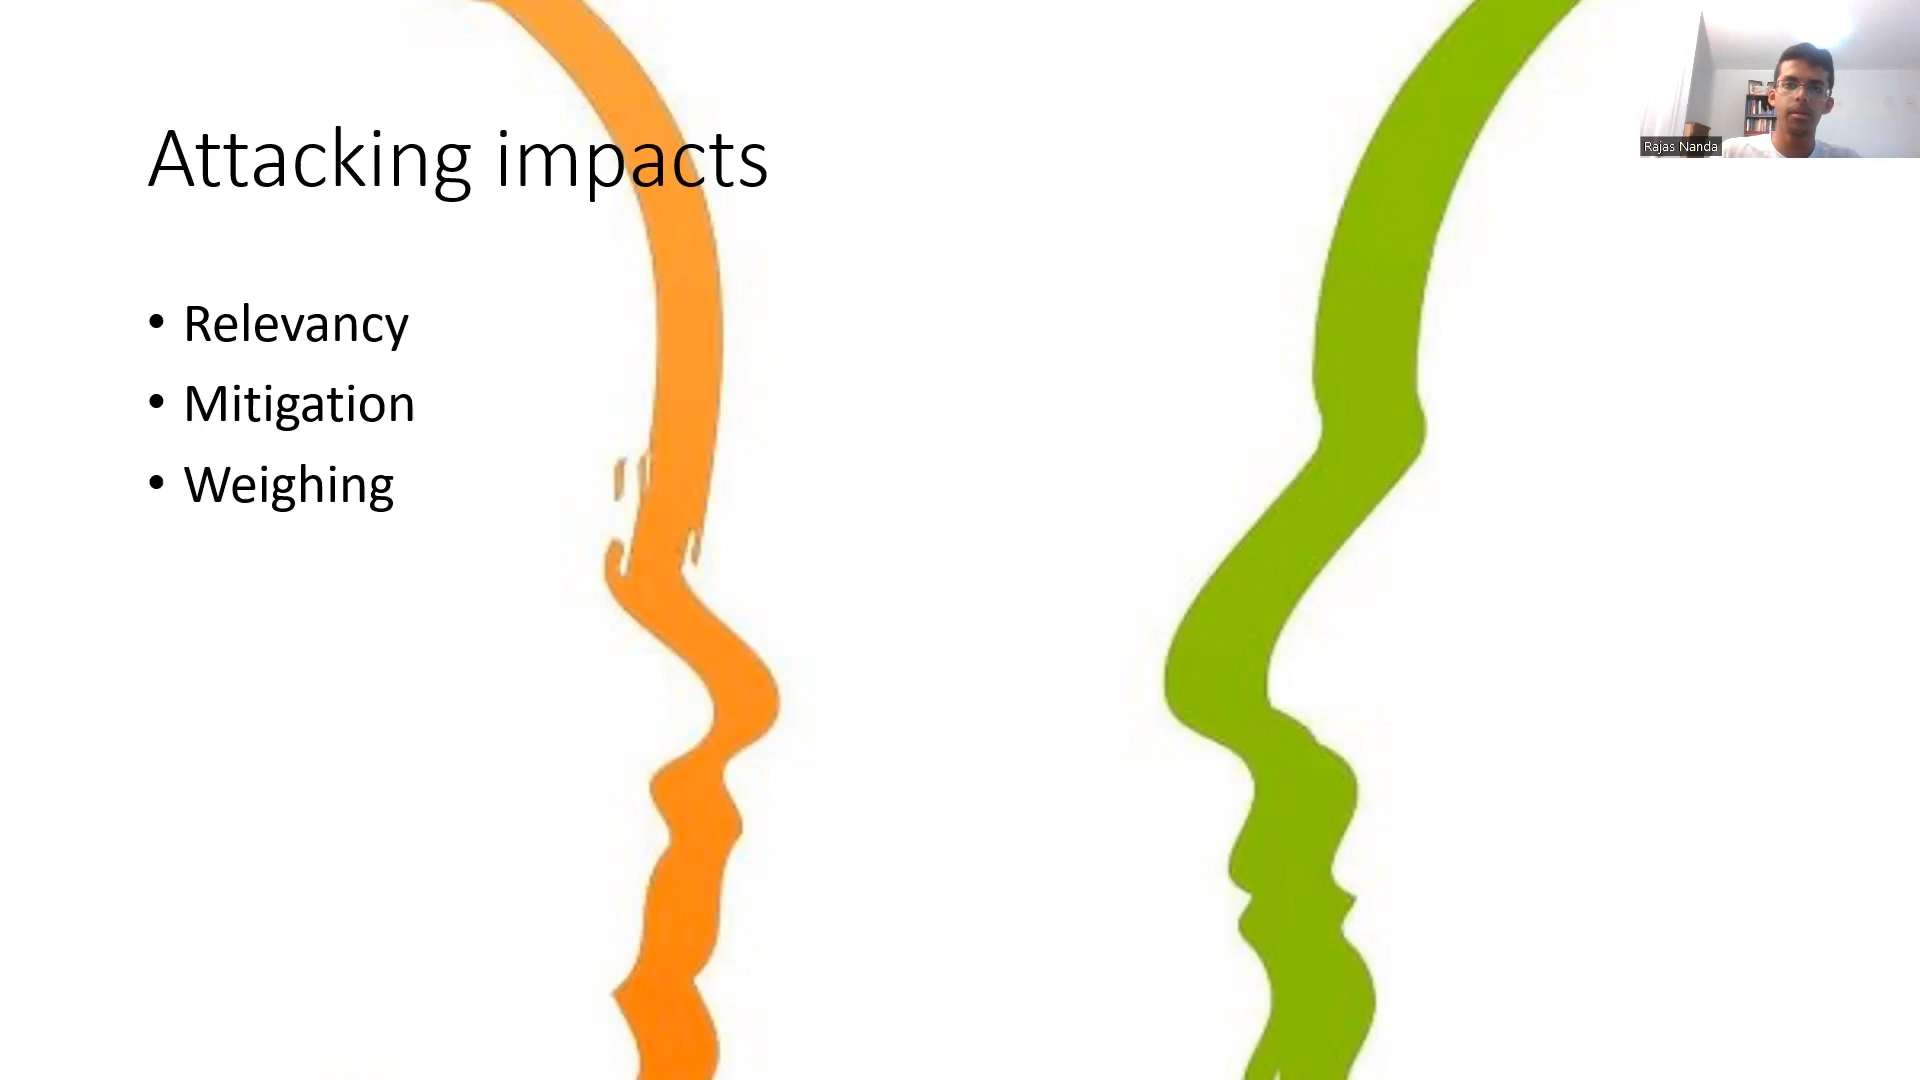 Attacking impacts
• Relevancy
• Mitigation
• Weighing
Rajas Nanda